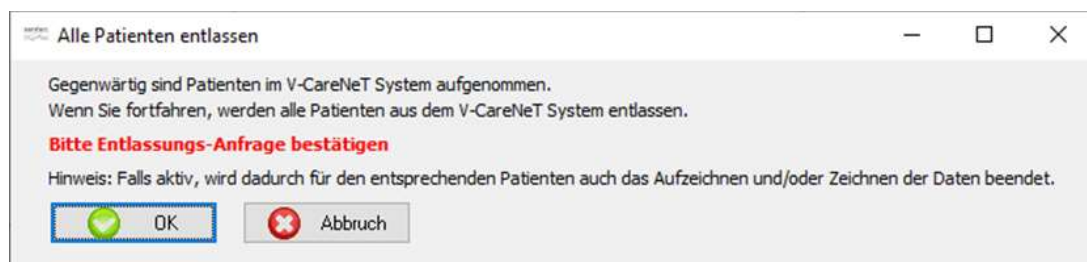 Alle Patienten entlassen
Gegenwärtig sind Patienten im V-CareNeT System aufgenommen.
Wenn Sie fortfahren, werden alle Patienten aus dem V-CareNeT System entlassen.
Bitte Entlassungs-Anfrage bestätigen
Hinweis: Falls aktiv, wird dadurch für den entsprechenden Patienten auch das Aufzeichnen und/oder Zeichnen der Daten beendet.
OK Abbruch